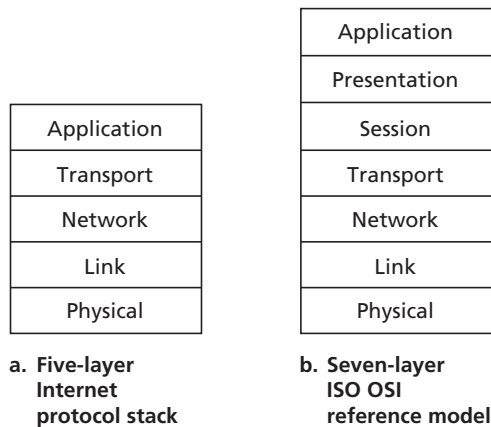 Application
Transport
Network
Link
Physical
a. Five-layer
Internet
protocol stack
Application
Presentation
Session
Transport
Network
Link
Physical
b. Seven-layer
ISO OSI
reference model